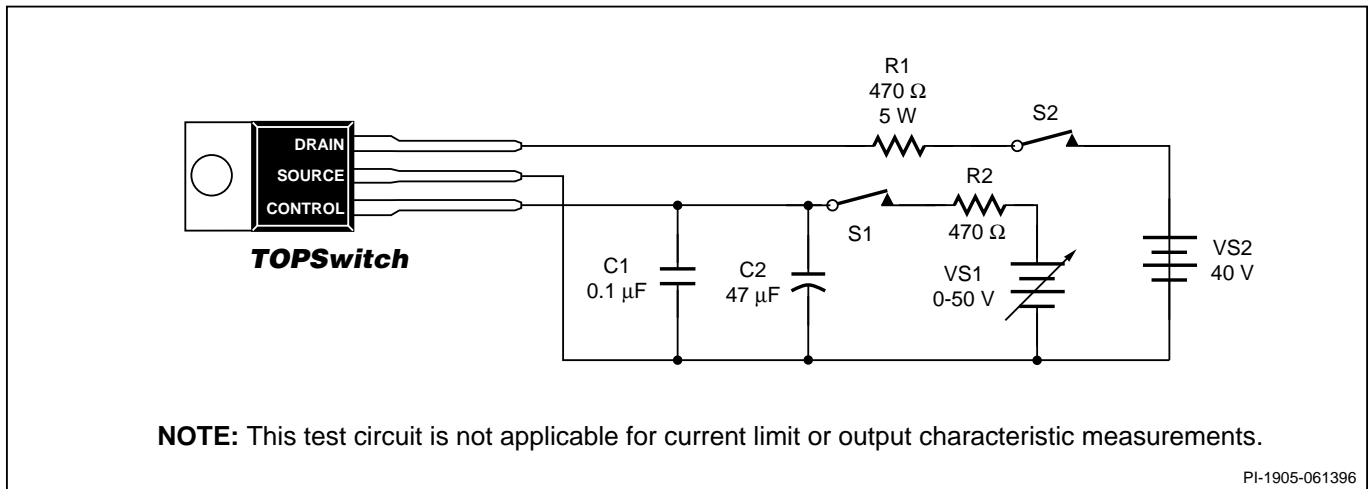 R1
470 Ω
5 W
S2
DRAIN
SOURCE
CONTROL
TOPSwitch
R2
470 Ω
S1
C1
0.1 µF
C2
47 µF
VS1
0-50 V
VS2
40 V
NOTE: This test circuit is not applicable for current limit or output characteristic measurements.
PI-1905-061396